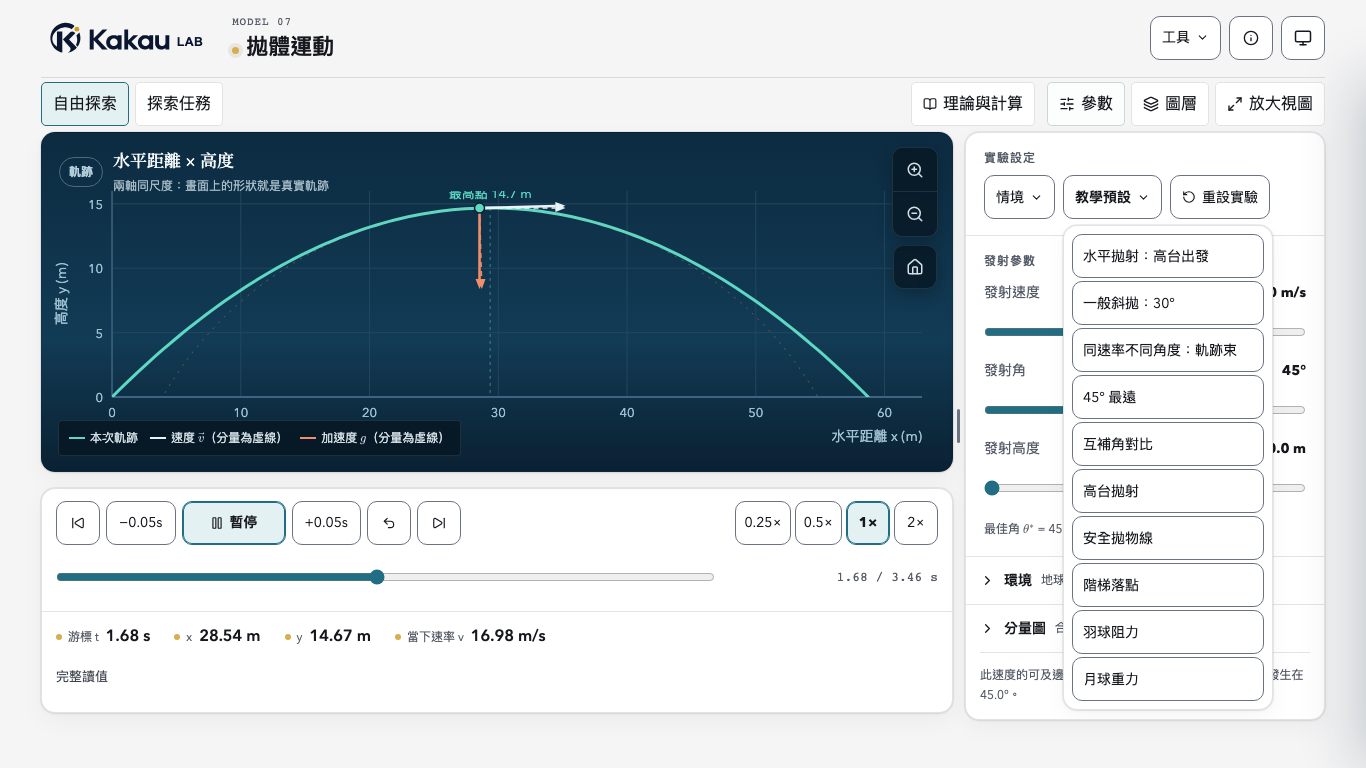 Kakau LAB
MODEL 07
拋體運動
工具
自由探索
探索任務
理論與計算
參數
圖層
放大視圖
軌跡
水平距離 × 高度
兩軸同尺度：畫面上的形狀就是真實軌跡
最高點 14.7 m
15
10
5
0
高度 y (m)
0 10 20 30 40 50 60
水平距離 x (m)
本次軌跡
速度 v⃗（分量為虛線）
加速度 g（分量為虛線）
−0.05s
暫停
+0.05s
0.25×
0.5×
1×
2×
1.68 / 3.46 s
游標 t 1.68 s
x 28.54 m
y 14.67 m
當下速率 v 16.98 m/s
完整讀值
實驗設定
情境
教學預設
重設實驗
發射參數
發射速度
m/s
發射角
45°
發射高度
.0 m
最佳角 θ* = 45
環境 地球
分量圖
此速度的可及邊
發生在
45.0°。
水平拋射：高台出發
一般斜拋：30°
同速率不同角度：軌跡束
45° 最遠
互補角對比
高台拋射
安全拋物線
階梯落點
羽球阻力
月球重力